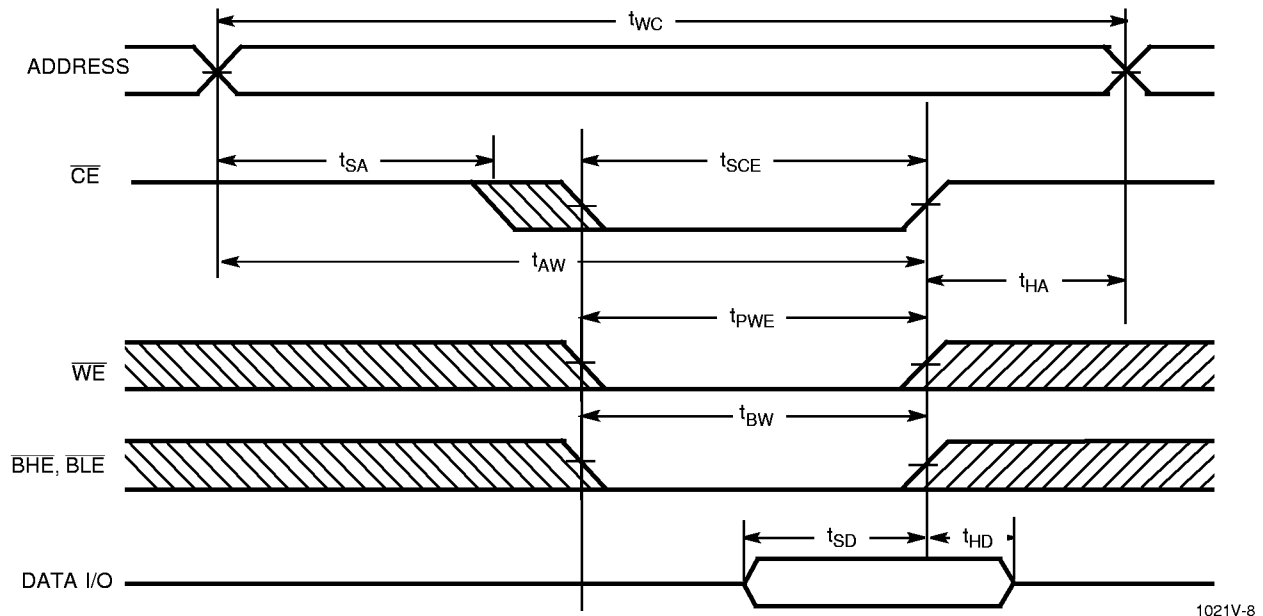 tWC
ADDRESS
tSA
tSCE
CE
tAW
tHA
tPWE
WE
tBW
BHE, BLE
tSD
tHD
DATA I/O
1021V-8